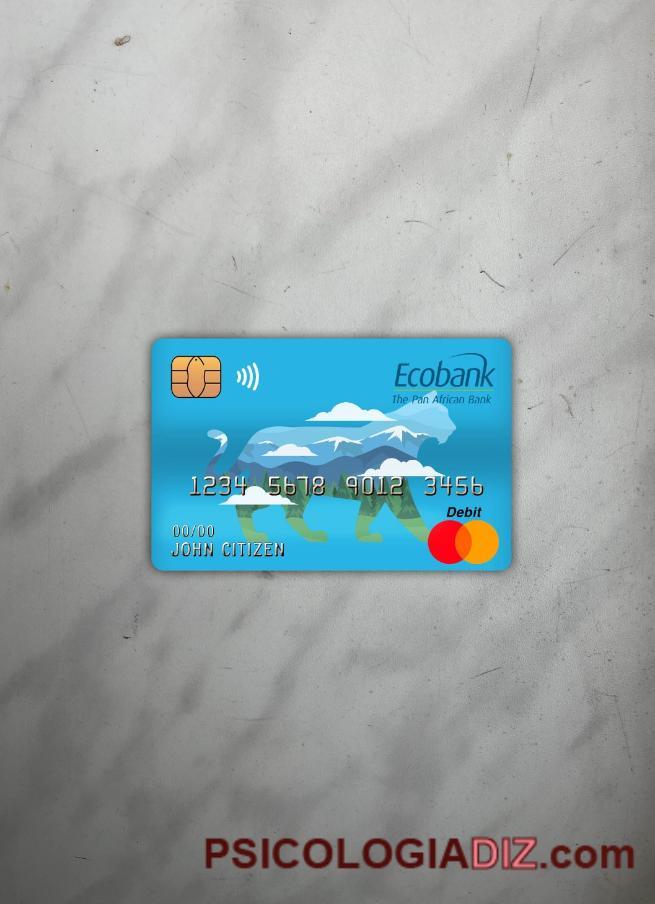 Ecobank
The Pan African Bank
1234 5678 9012 3456
Debit
00/00
JOHN CITIZEN
PSICOLOGIADIZ.com